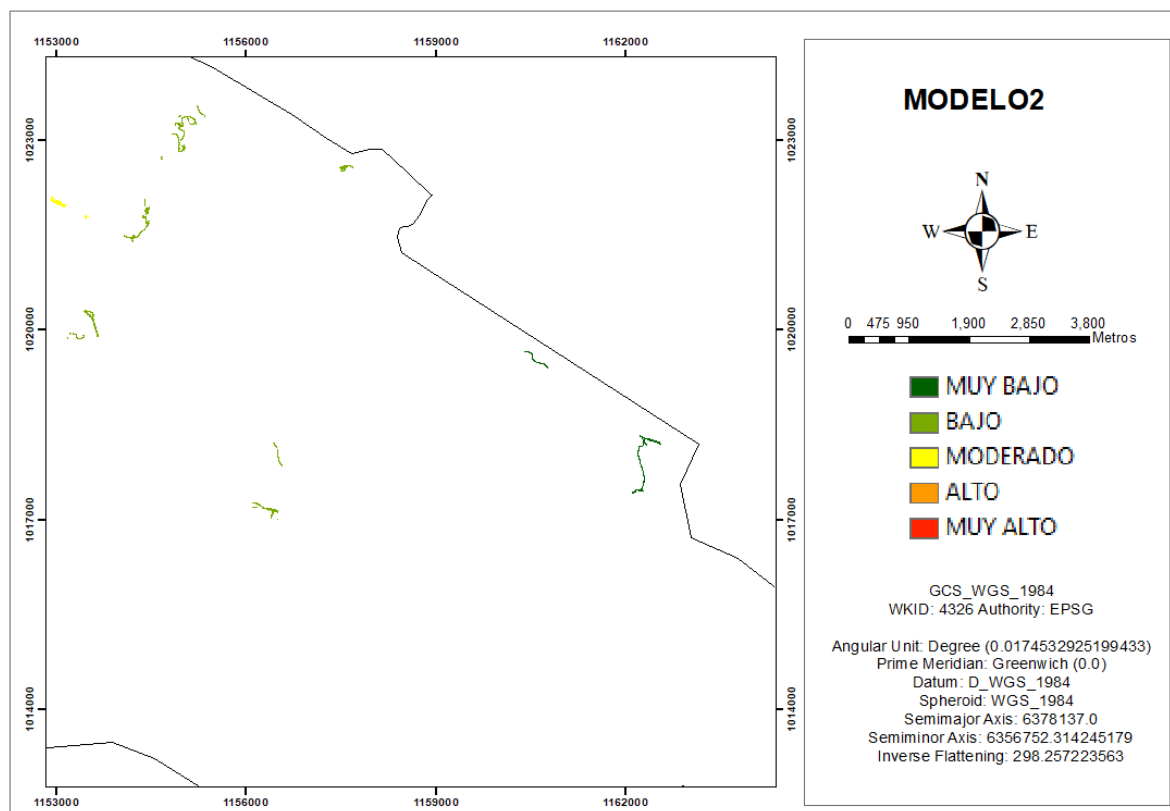 1153000 1156000 1159000 1162000
1023000 1023000
1020000 1020000
1017000 1017000
1014000 1014000
1153000 1156000 1159000 1162000
MODELO2
N
W E
S
0 475 950 1,900 2,850 3,800
Metros
MUY BAJO
BAJO
MODERADO
ALTO
MUY ALTO
GCS_WGS_1984
WKID: 4326 Authority: EPSG
Angular Unit: Degree (0.0174532925199433)
Prime Meridian: Greenwich (0.0)
Datum: D_WGS_1984
Spheroid: WGS_1984
Semimajor Axis: 6378137.0
Semiminor Axis: 6356752.314245179
Inverse Flattening: 298.257223563